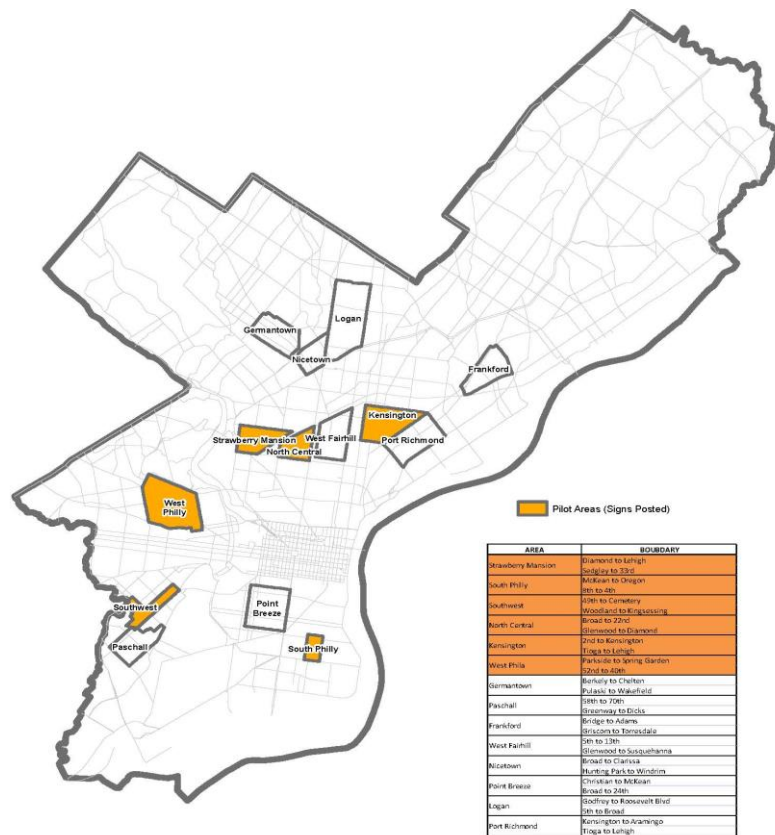 Logan
Germantown
Nicetown
Frankford
Kensington
Strawberry Mansion
West Fairhill
Port Richmond
North Central
West
Philly
Pilot Areas (Signs Posted)
Southwest
Point
Breeze
Paschall
South Philly
AREA BOUBDARY
Strawberry Mansion Diamond to Lehigh
Sedgley to 33rd
South Philly McKean to Oregon
8th to 4th
Southwest 49th to Cemetery
Woodland to Kingsessing
North Central Broad to 22nd
Glenwood to Diamond
Kensington 2nd to Kensington
Tioga to Lehigh
West Phila Parkside to Spring Garden
52nd to 40th
Germantown Berkely to Chelten
Pulaski to Wakefield
Paschall 58th to 70th
Greenway to Dicks
Frankford Bridge to Adams
Griscom to Torresdale
West Fairhill 5th to 13th
Glenwood to Susquehanna
Nicetown Broad to Clarissa
Hunting Park to Windrim
Point Breeze Christian to McKean
Broad to 24th
Logan Godfrey to Roosevelt Blvd
5th to Broad
Port Richmond Kensington to Aramingo
Tioga to Lehigh